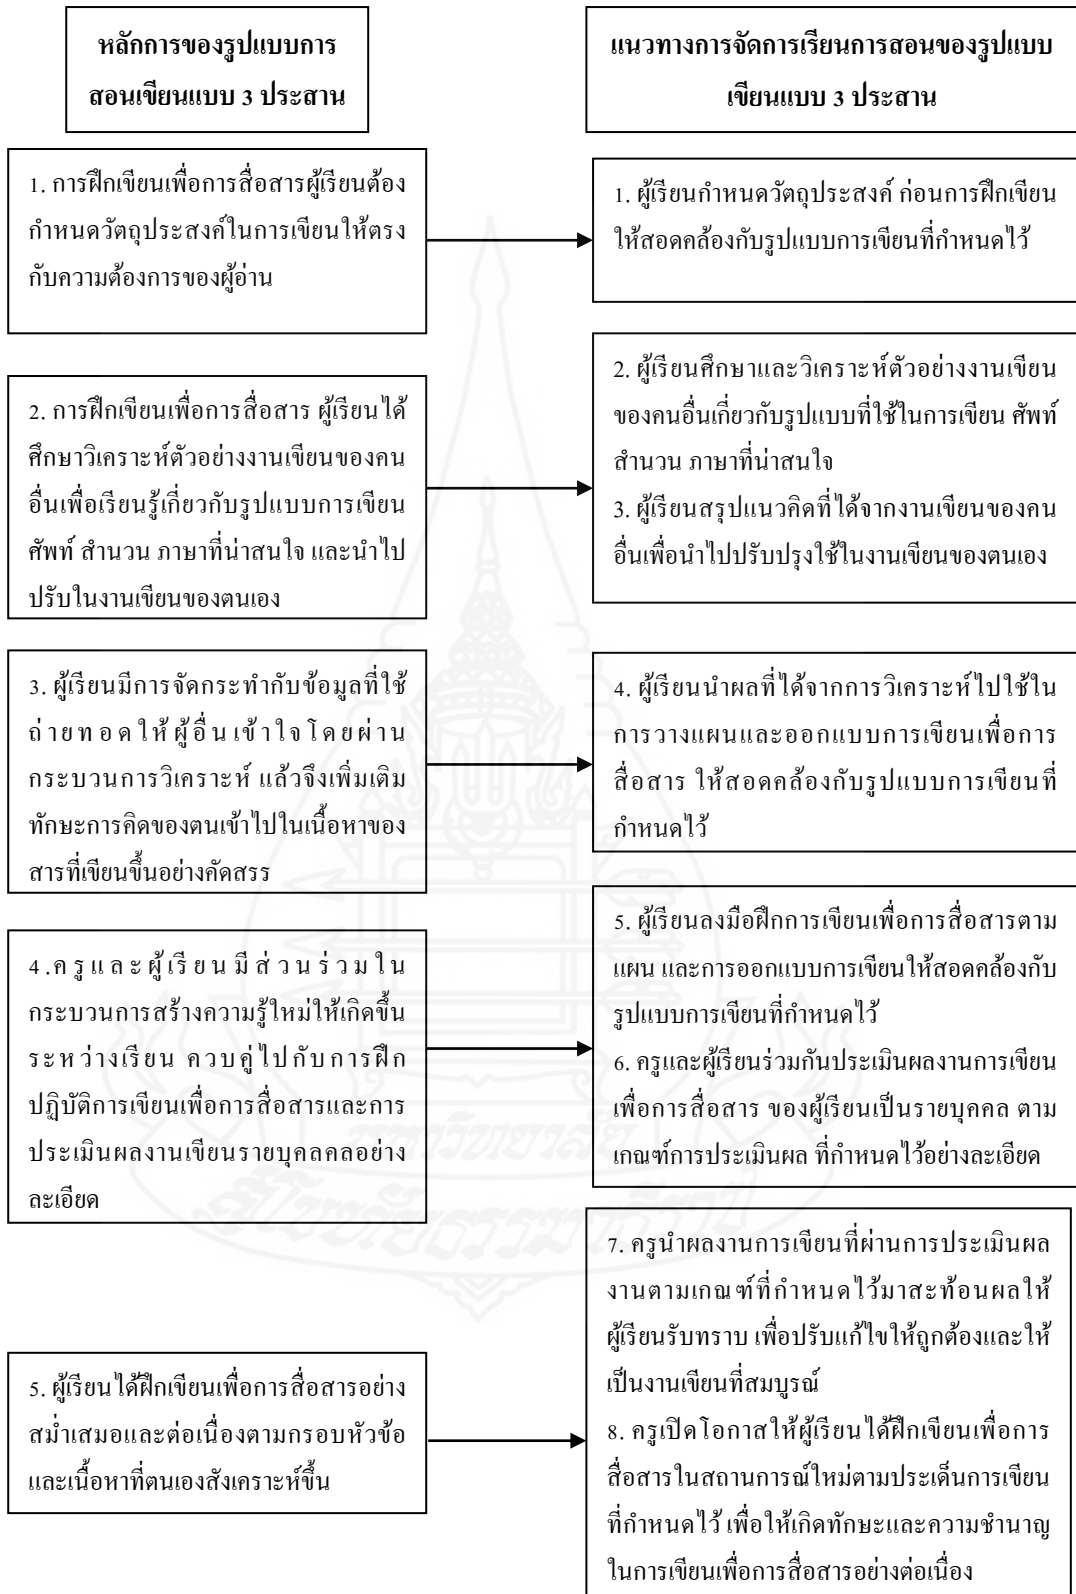 หลักการของรูปแบบการ
สอนเขียนแบบ 3 ประสาน
แนวทางการจัดการเรียนการสอนของรูปแบบ
เขียนแบบ 3 ประสาน
1. การฝึกเขียนเพื่อการสื่อสารผู้เรียนต้อง
กำหนดวัตถุประสงค์ในการเขียนให้ตรง
กับความต้องการของผู้อ่าน
1. ผู้เรียนกำหนดวัตถุประสงค์ ก่อนการฝึกเขียน
ให้สอดคล้องกับรูปแบบการเขียนที่กำหนดไว้
2. การฝึกเขียนเพื่อการสื่อสาร ผู้เรียนได้
ศึกษาวิเคราะห์ตัวอย่างงานเขียนของคน
อื่นเพื่อเรียนรู้เกี่ยวกับรูปแบบการเขียน
ศัพท์ สำนวน ภาษาที่น่าสนใจ และนำไป
ปรับในงานเขียนของตนเอง
2. ผู้เรียนศึกษาและวิเคราะห์ตัวอย่างงานเขียน
ของคนอื่นเกี่ยวกับรูปแบบที่ใช้ในการเขียน ศัพท์
สำนวน ภาษาที่น่าสนใจ
3. ผู้เรียนสรุปแนวคิดที่ได้จากงานเขียนของคน
อื่นเพื่อนำไปปรับปรุงใช้ในงานเขียนของตนเอง
3. ผู้เรียนมีการจัดกระทำกับข้อมูลที่ใช้
ถ่ายทอดให้ผู้อื่นเข้าใจโดยผ่าน
กระบวนการวิเคราะห์ แล้วจึงเพิ่มเติม
ทักษะการคิดของตนเข้าไปในเนื้อหาของ
สารที่เขียนขึ้นอย่างคัดสรร
4. ผู้เรียนนำผลที่ได้จากการวิเคราะห์ไปใช้ใน
การวางแผนและออกแบบการเขียนเพื่อการ
สื่อสาร ให้สอดคล้องกับรูปแบบการเขียนที่
กำหนดไว้
4.ครูและผู้เรียนมีส่วนร่วมใน
กระบวนการสร้างความรู้ใหม่ให้เกิดขึ้น
ระหว่างเรียน ควบคู่ไปกับการฝึก
ปฏิบัติการเขียนเพื่อการสื่อสารและการ
ประเมินผลงานเขียนรายบุคลคลอย่าง
ละเอียด
5. ผู้เรียนลงมือฝึกการเขียนเพื่อการสื่อสารตาม
แผน และการออกแบบการเขียนให้สอดคล้องกับ
รูปแบบการเขียนที่กำหนดไว้
6. ครูและผู้เรียนร่วมกันประเมินผลงานการเขียน
เพื่อการสื่อสาร ของผู้เรียนเป็นรายบุคคล ตาม
เกณฑ์การประเมินผล ที่กำหนดไว้อย่างละเอียด
5. ผู้เรียนได้ฝึกเขียนเพื่อการสื่อสารอย่าง
สม่ำเสมอและต่อเนื่องตามกรอบหัวข้อ
และเนื้อหาที่ตนเองสังเคราะห์ขึ้น
7. ครูนำผลงานการเขียนที่ผ่านการประเมินผล
งานตามเกณฑ์ที่กำหนดไว้มาสะท้อนผลให้
ผู้เรียนรับทราบ เพื่อปรับแก้ไขให้ถูกต้องและให้
เป็นงานเขียนที่สมบูรณ์
8. ครูเปิดโอกาสให้ผู้เรียนได้ฝึกเขียนเพื่อการ
สื่อสารในสถานการณ์ใหม่ตามประเด็นการเขียน
ที่กำหนดไว้ เพื่อให้เกิดทักษะและความชำนาญ
ในการเขียนเพื่อการสื่อสารอย่างต่อเนื่อง
มหาวิทยาลัย
สุโขทัยธรรมาธิราช